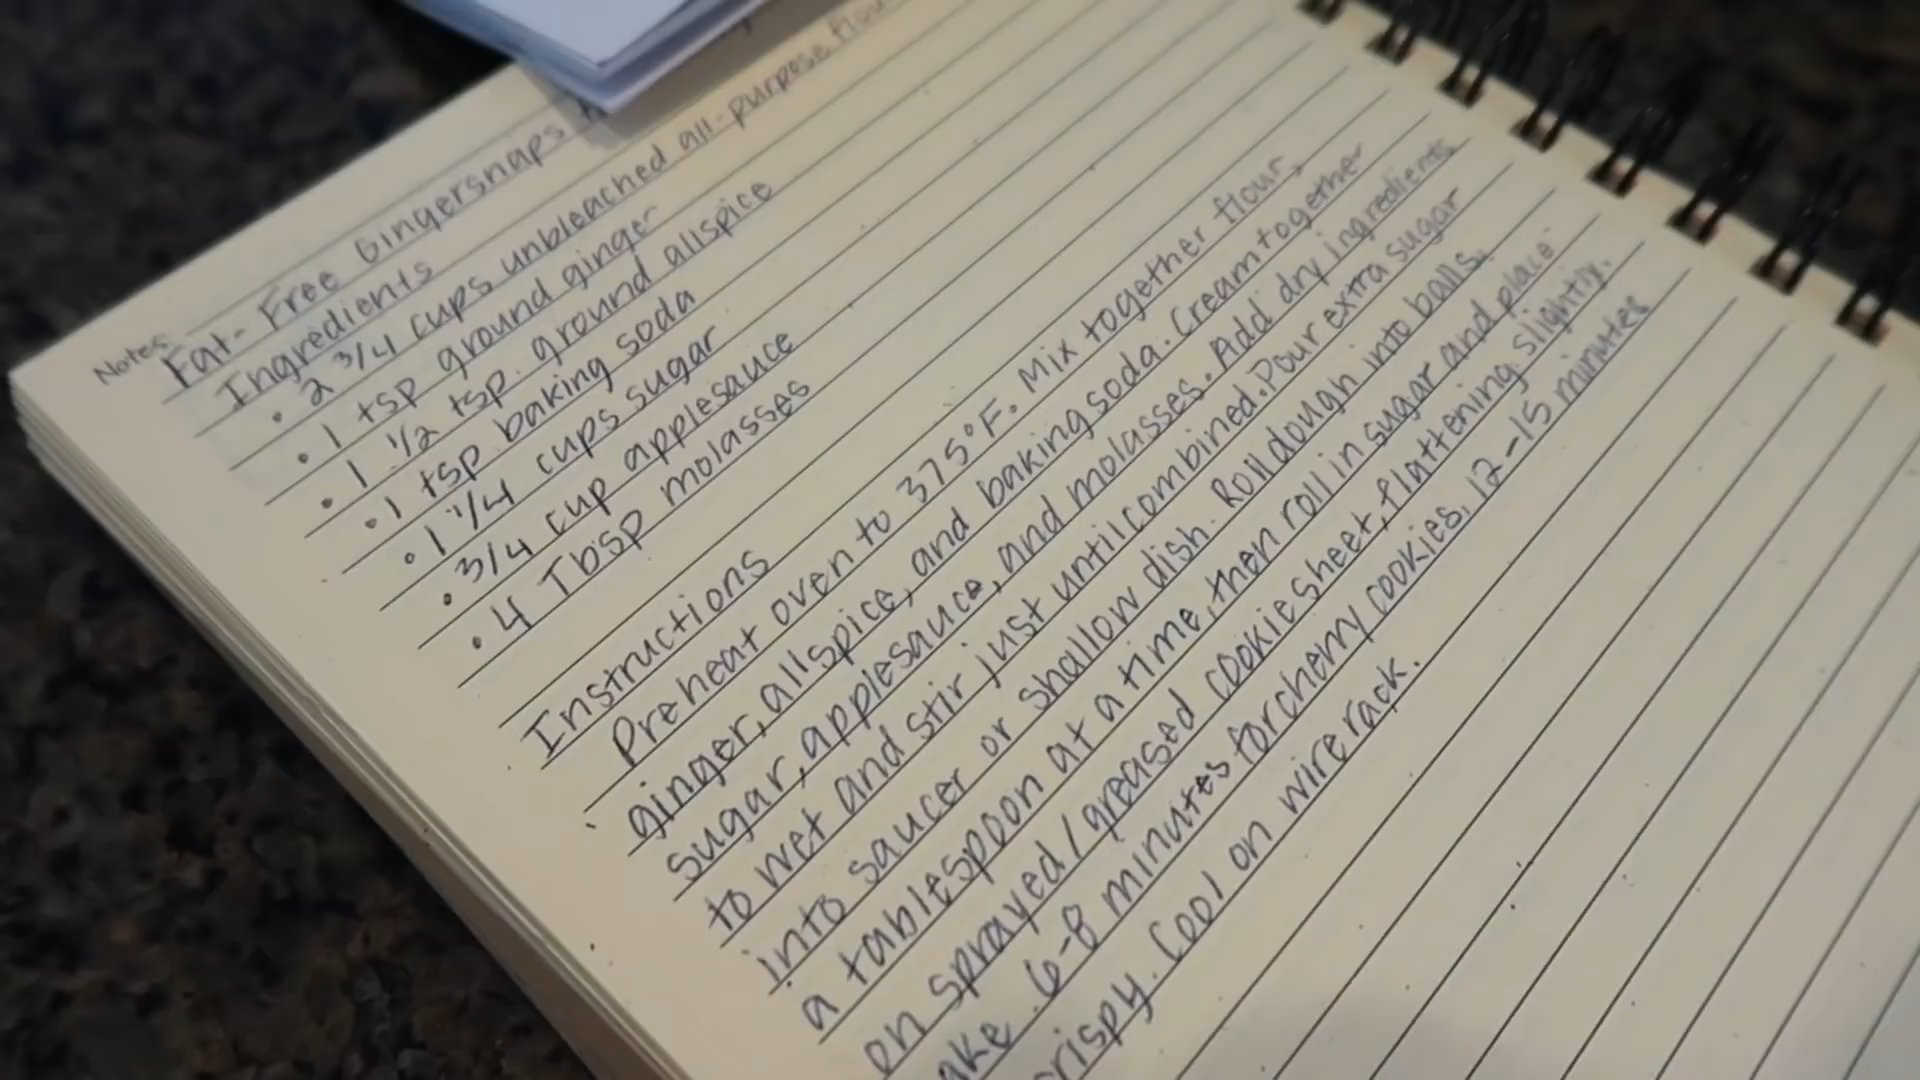 Notes:
Fat-Free Gingersnaps
Ingredients
• 2 3/4 cups unbleached all-purpose flour
• 1 tsp ground ginger
• 1 1/2 tsp. ground allspice
• 1 tsp baking soda
• 1 1/4 cups sugar
• 3/4 cup applesauce
• 4 Tbsp molasses
Instructions
Preheat oven to 375°F. Mix together flour,
ginger, allspice, and baking soda. Cream together
sugar, applesauce, and molasses. Add dry ingredients
to wet and stir just until combined. Pour extra sugar
into saucer or shallow dish. Roll dough into balls,
a tablespoon at a time, then roll in sugar and place
on sprayed/greased cookie sheet, flattening slightly.
ake 6-8 minutes for chewy cookies, 12-15 minutes
rispy. Cool on wire rack.